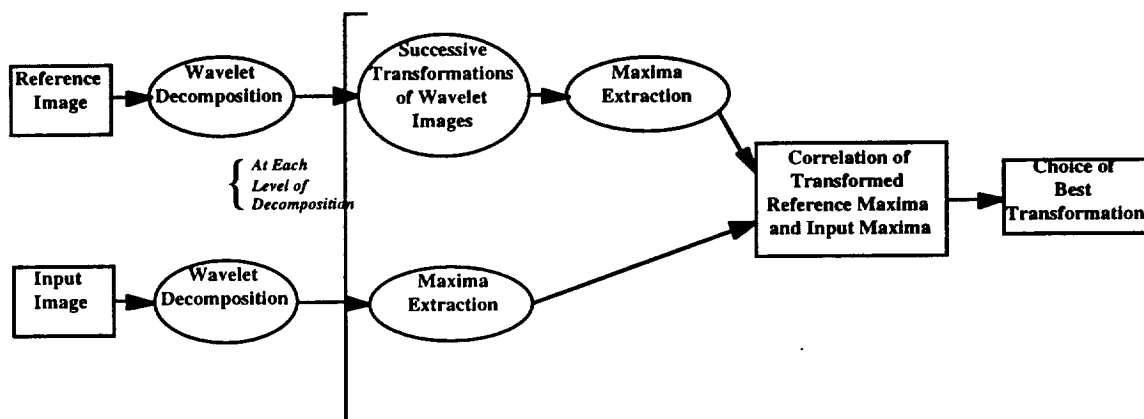 Reference
Image
Wavelet
Decomposition
Successive
Transformations
of Wavelet
Images
Maxima
Extraction
{ At Each
Level of
Decomposition
Correlation of
Transformed
Reference Maxima
and Input Maxima
Choice of
Best
Transformation
Input
Image
Wavelet
Decomposition
Maxima
Extraction